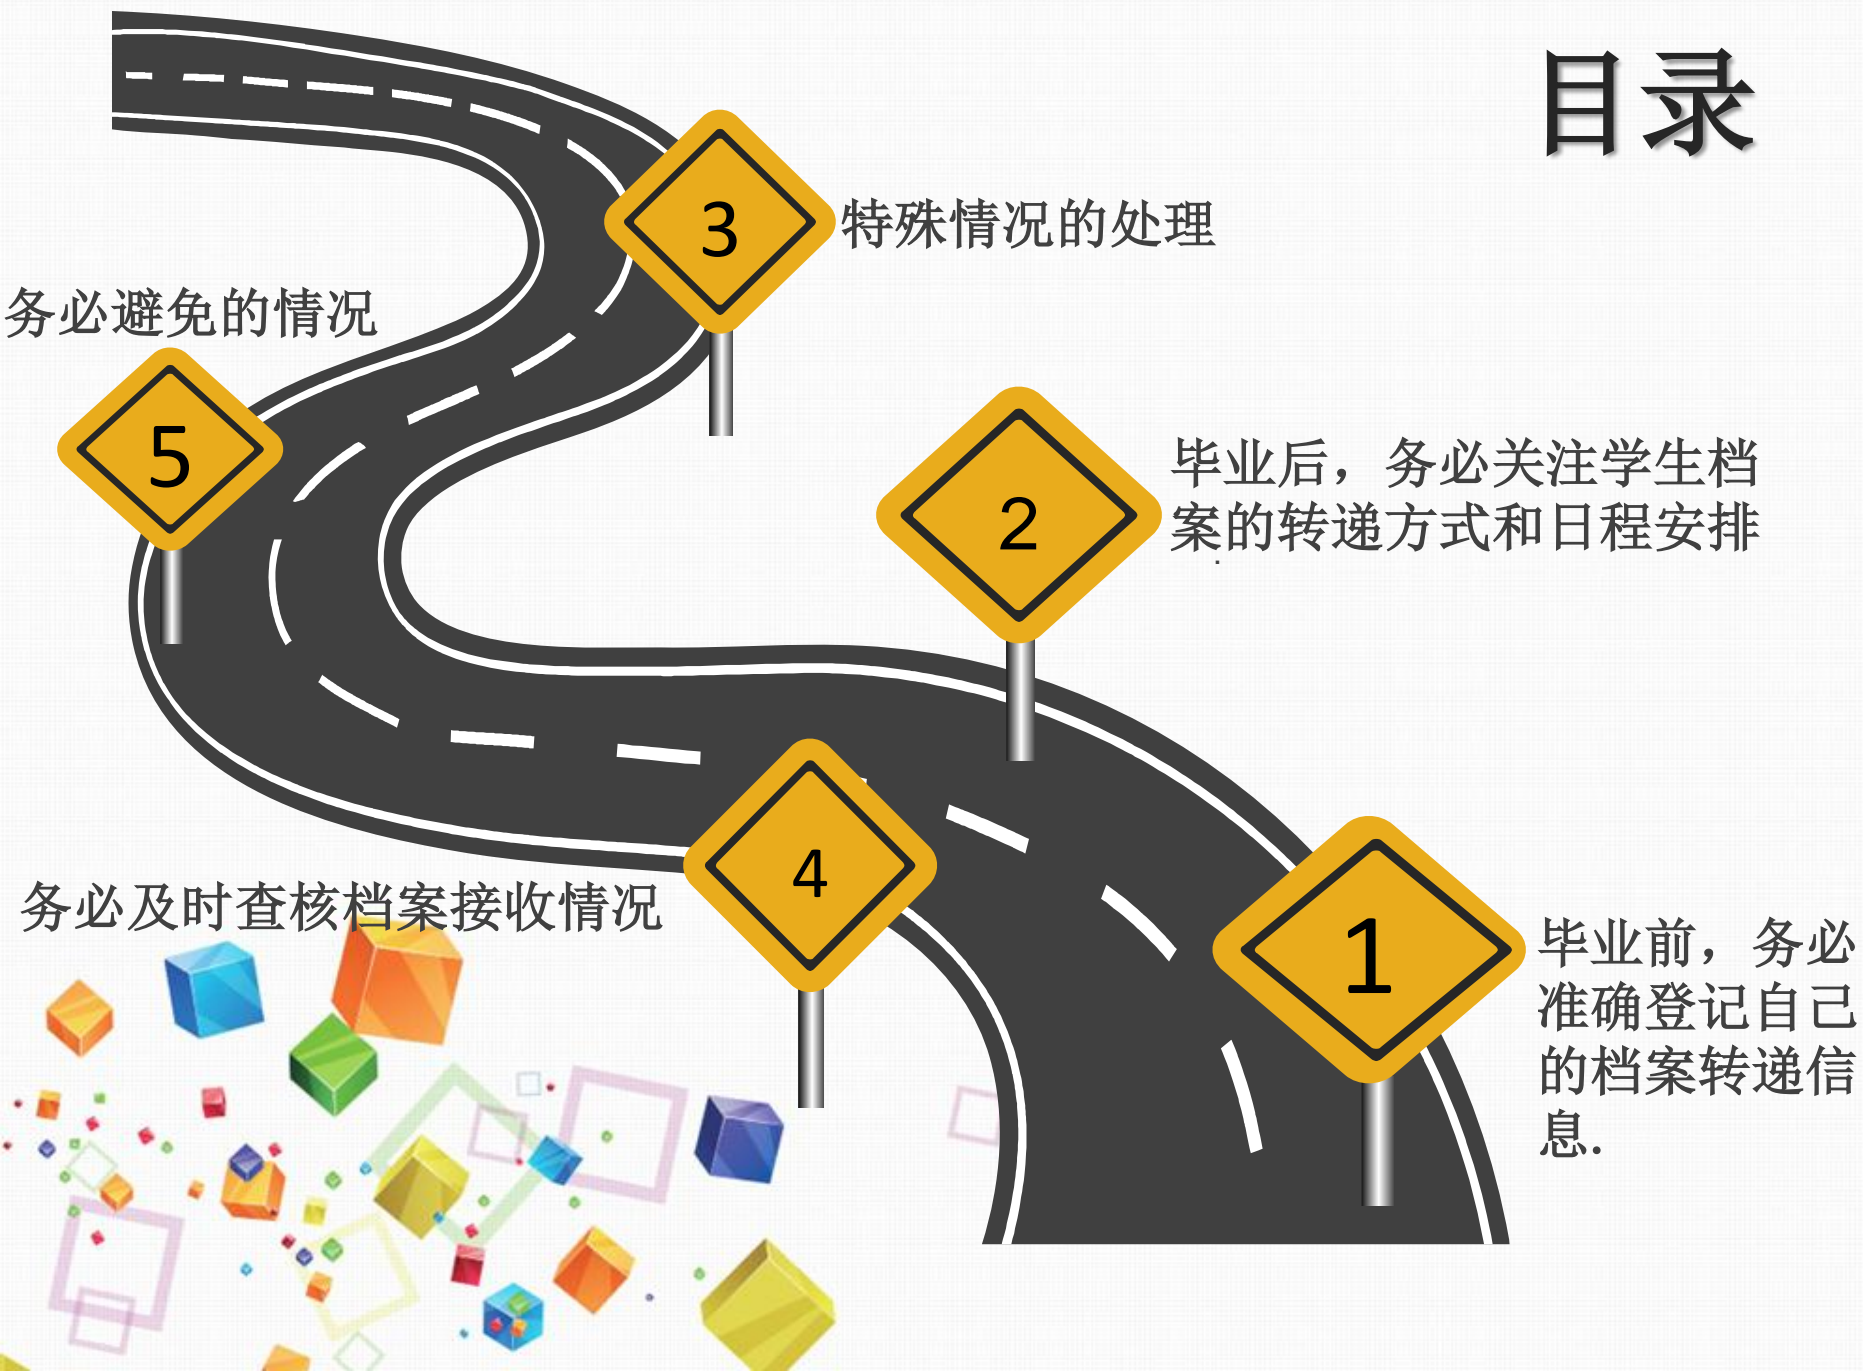 目录
3
特殊情况的处理
务必避免的情况
5
2
毕业后，务必关注学生档
案的转递方式和日程安排
.
4
务必及时查核档案接收情况
1
毕业前，务必
准确登记自己
的档案转递信
息.